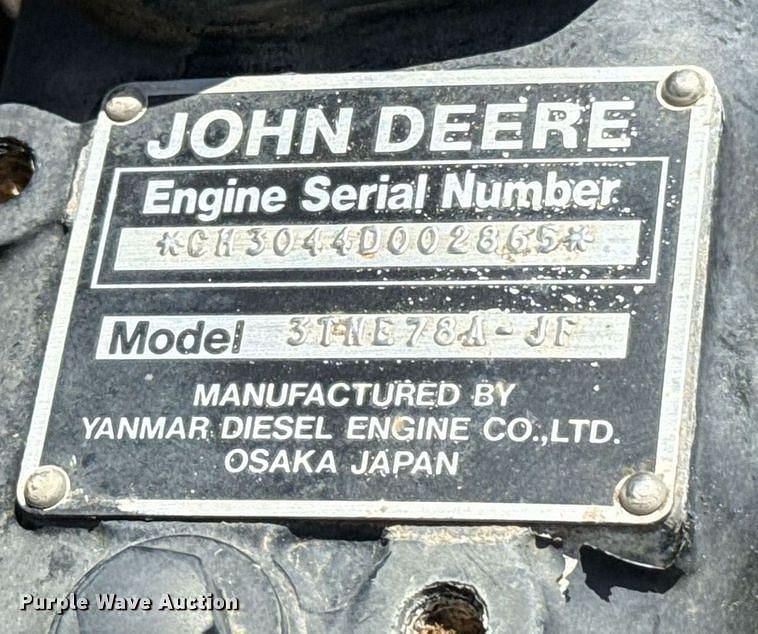 JOHN DEERE
Engine Serial Number
*CH3044D002865*
Model 3TNE78A-JF
MANUFACTURED BY
YANMAR DIESEL ENGINE CO.,LTD.
OSAKA JAPAN
Purple Wave Auction